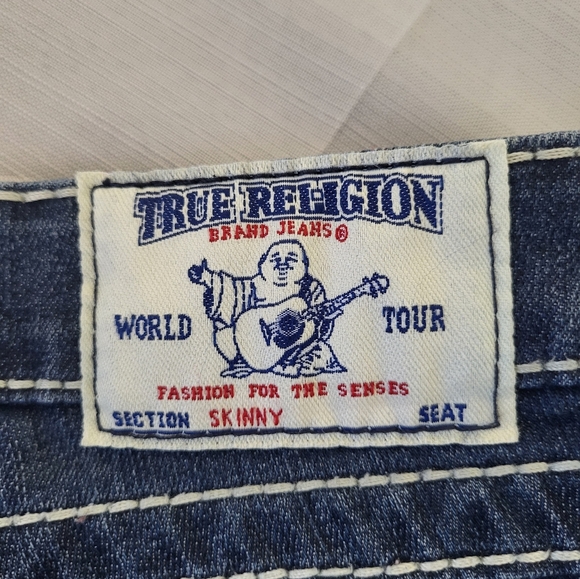 TRUE RELIGION
BRAND JEANS®
WORLD TOUR
FASHION FOR THE SENSES
SECTION SKINNY SEAT